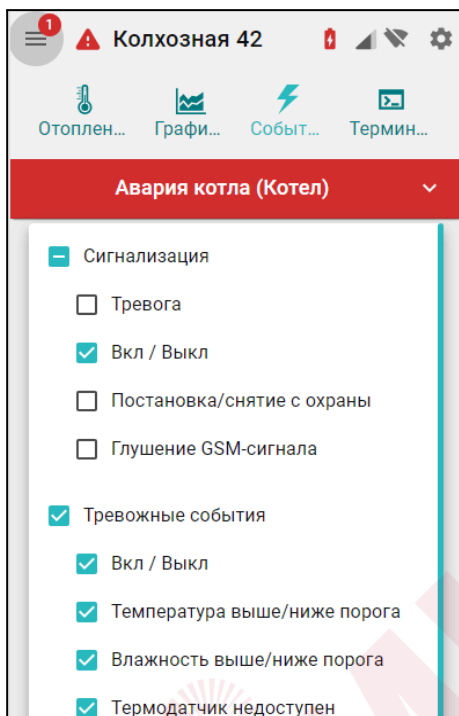 1
Колхозная 42
Отоплен... Графи... Событ... Термин...
Авария котла (Котел)
Сигнализация
Тревога
Вкл / Выкл
Постановка/снятие с охраны
Глушение GSM-сигнала
Тревожные события
Вкл / Выкл
Температура выше/ниже порога
Влажность выше/ниже порога
Термодатчик недоступен